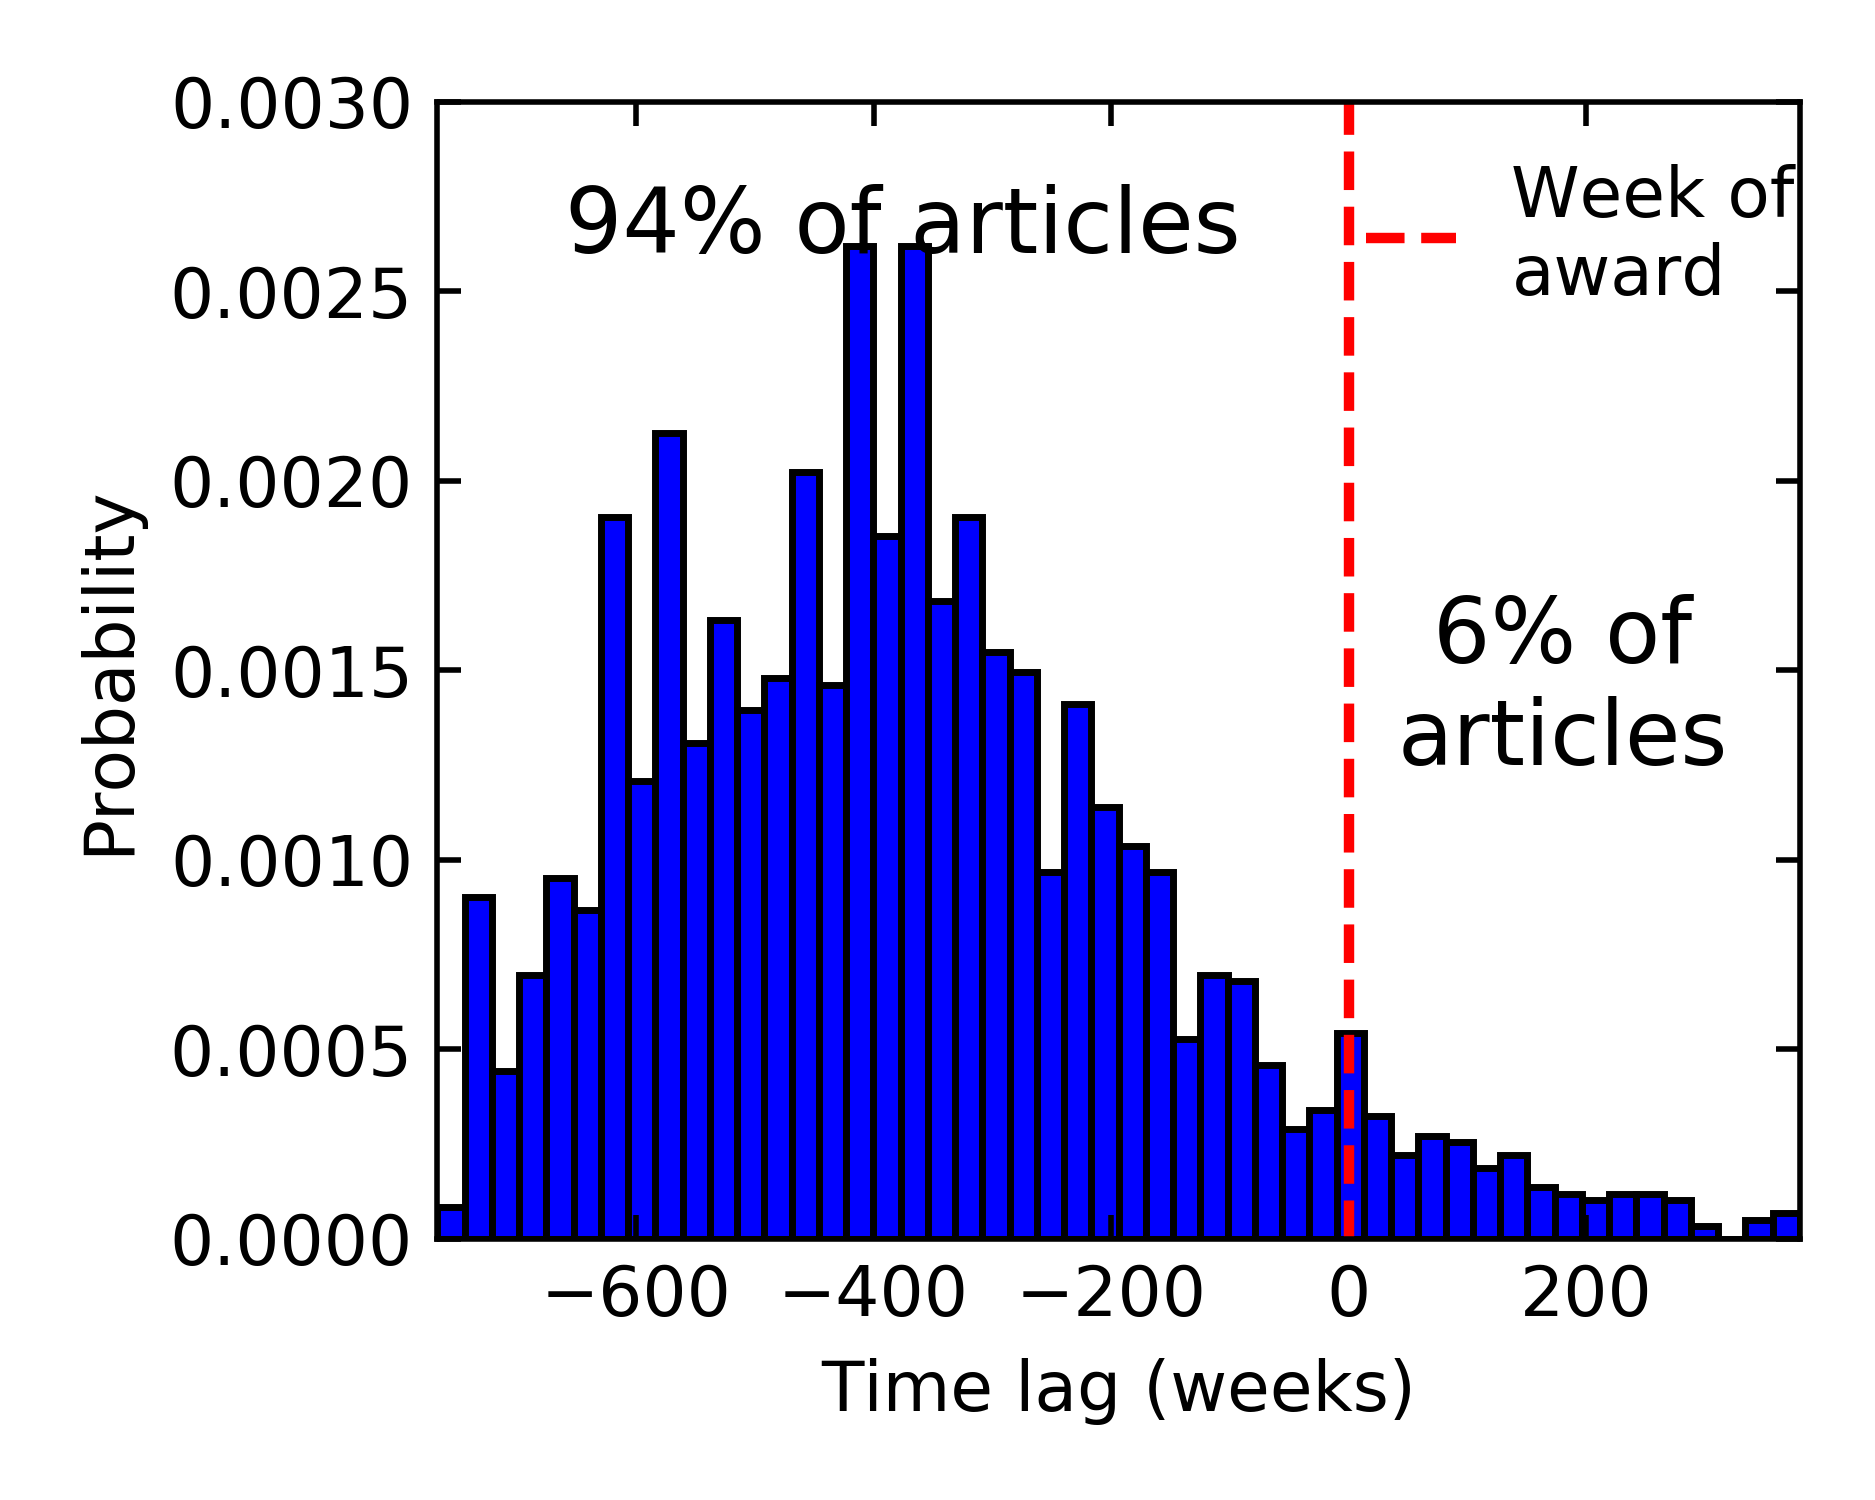 0.0030
94% of articles
Week of
award
0.0025
0.0020
6% of
articles
0.0015
0.0010
0.0005
0.0000
Probability
−600 −400 −200 0 200
Time lag (weeks)